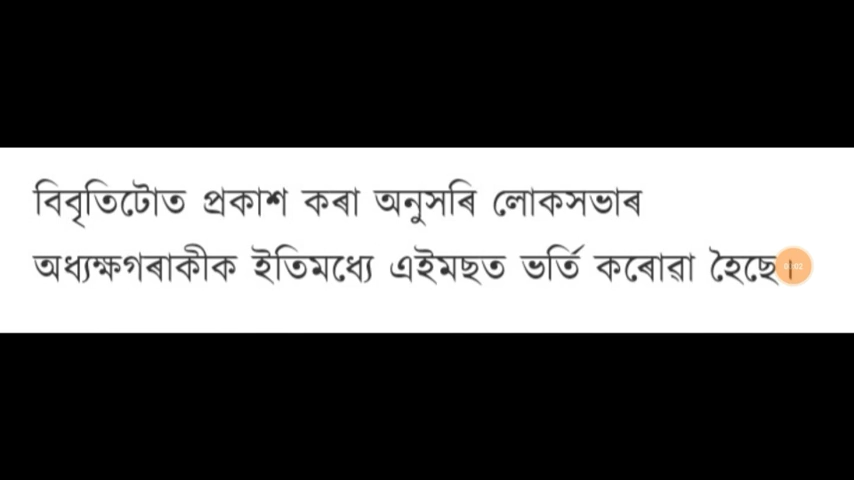 বিবৃতিটোত প্ৰকাশ কৰা অনুসৰি লোকসভাৰ
অধ্যক্ষগৰাকীক ইতিমধ্যে এইমছত ভৰ্তি কৰোৱা হৈছে।